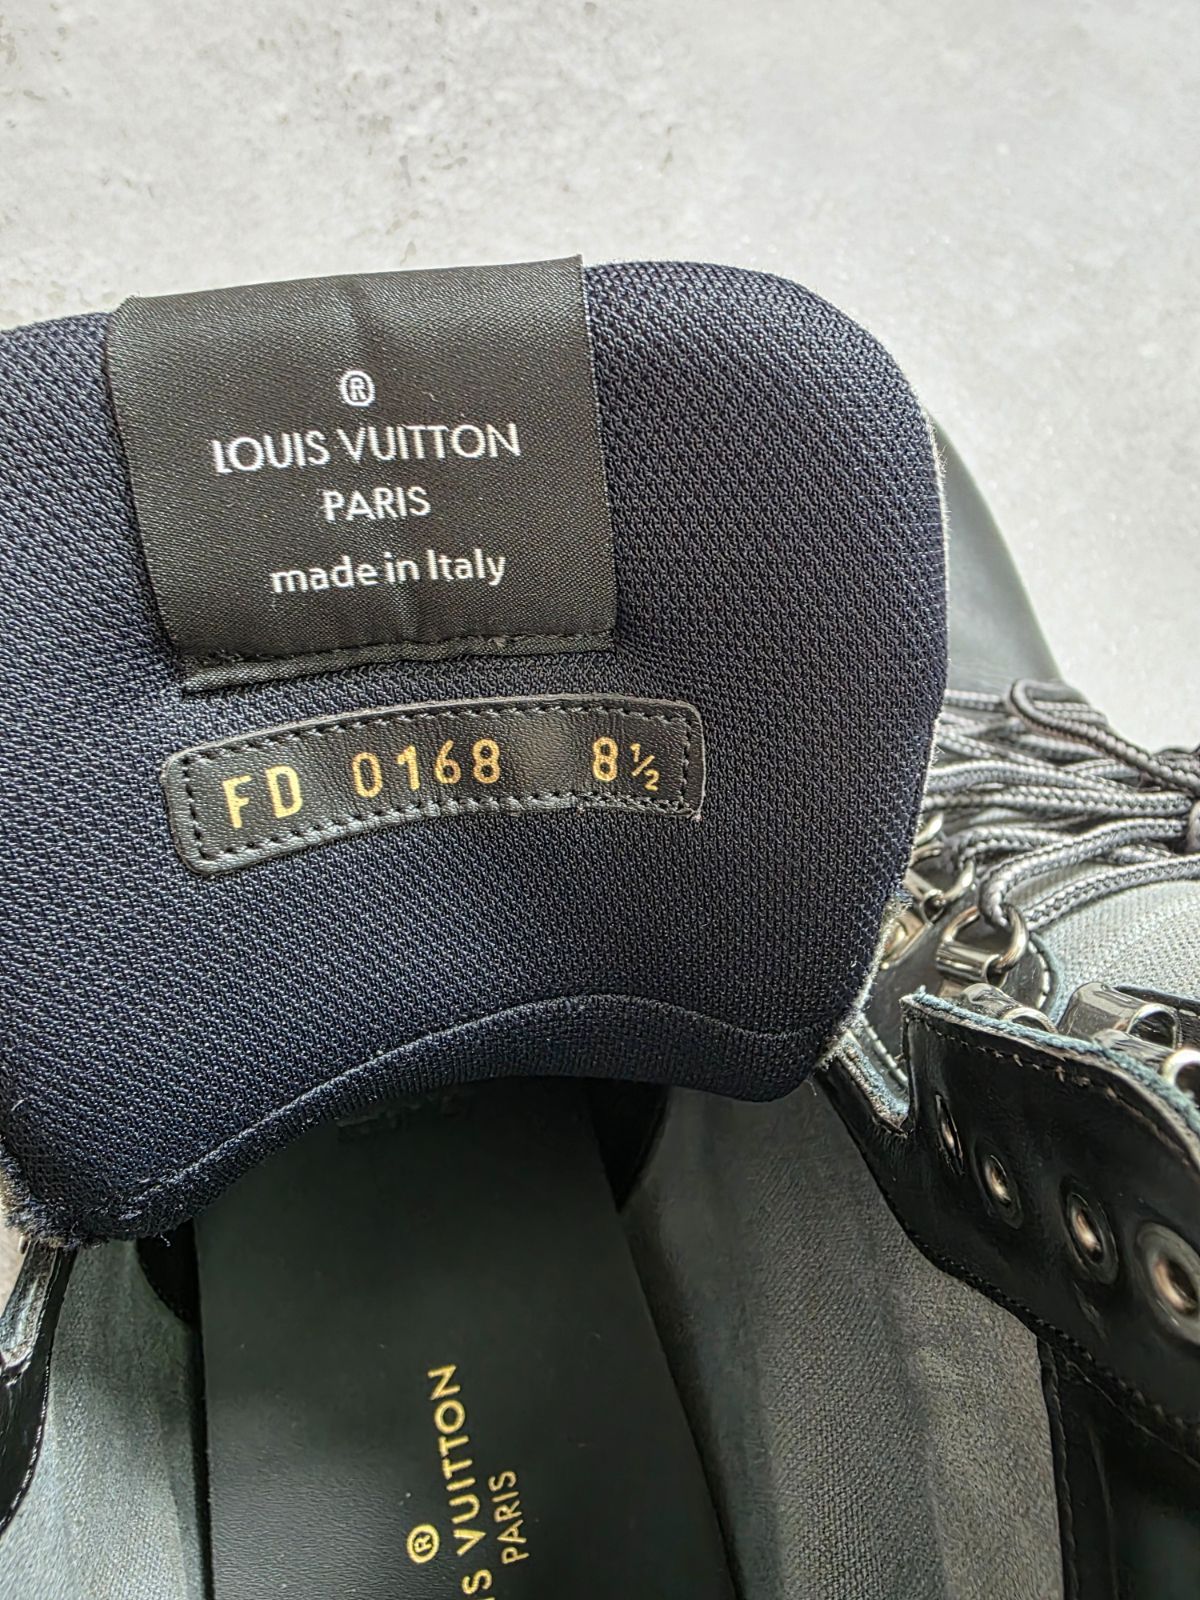 ®
LOUIS VUITTON
PARIS
made in Italy
FD 0168 8½
®
VUITTON
PARIS